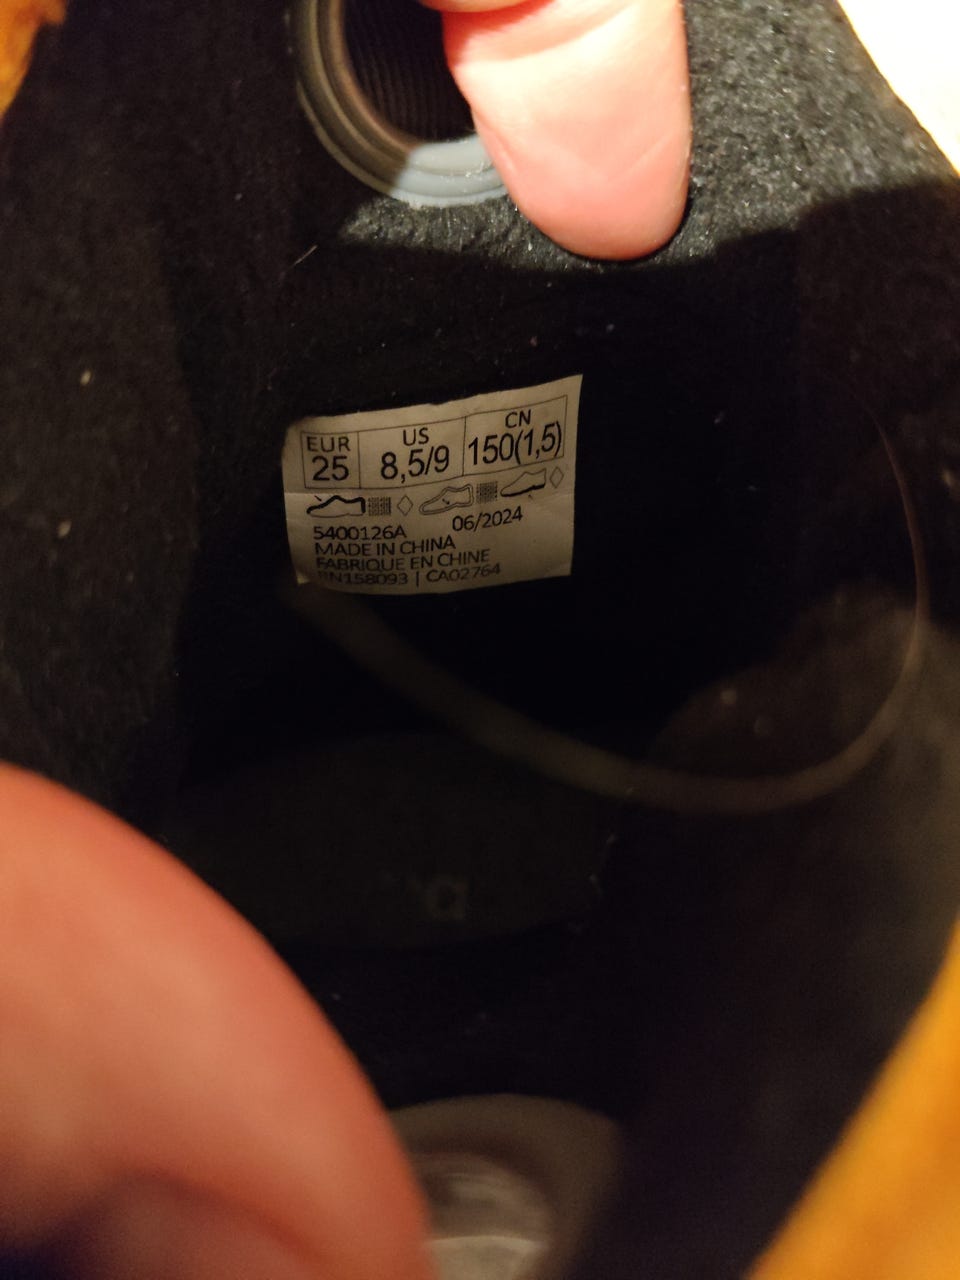 EUR US CN
25 8,5/9 150(1,5)
5400126A 06/2024
MADE IN CHINA
FABRIQUE EN CHINE
RN158093 | CA02764